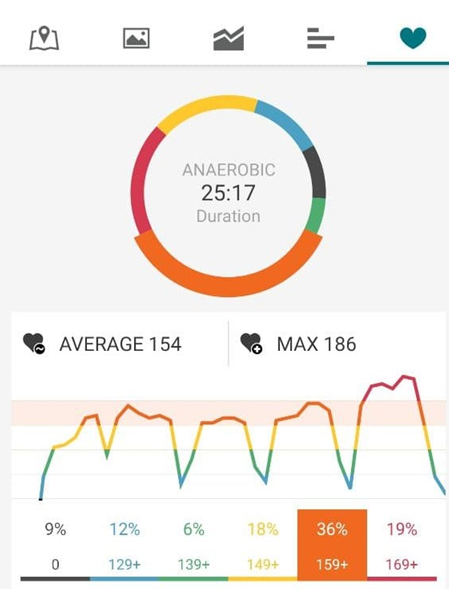 ANAEROBIC
25:17
Duration
AVERAGE 154
MAX 186
9% 12% 6% 18% 36% 19%
0 129+ 139+ 149+ 159+ 169+